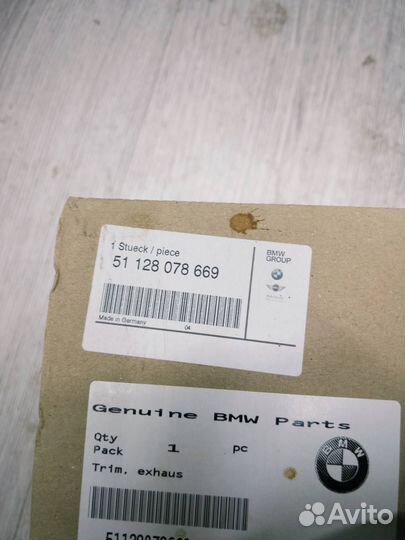 1 Stueck / piece
51 128 078 669
BMW
GROUP
Made in Germany
04
Genuine BMW Parts
Qty
Pack 1 pc
Trim, exhaus
BMW
Avito